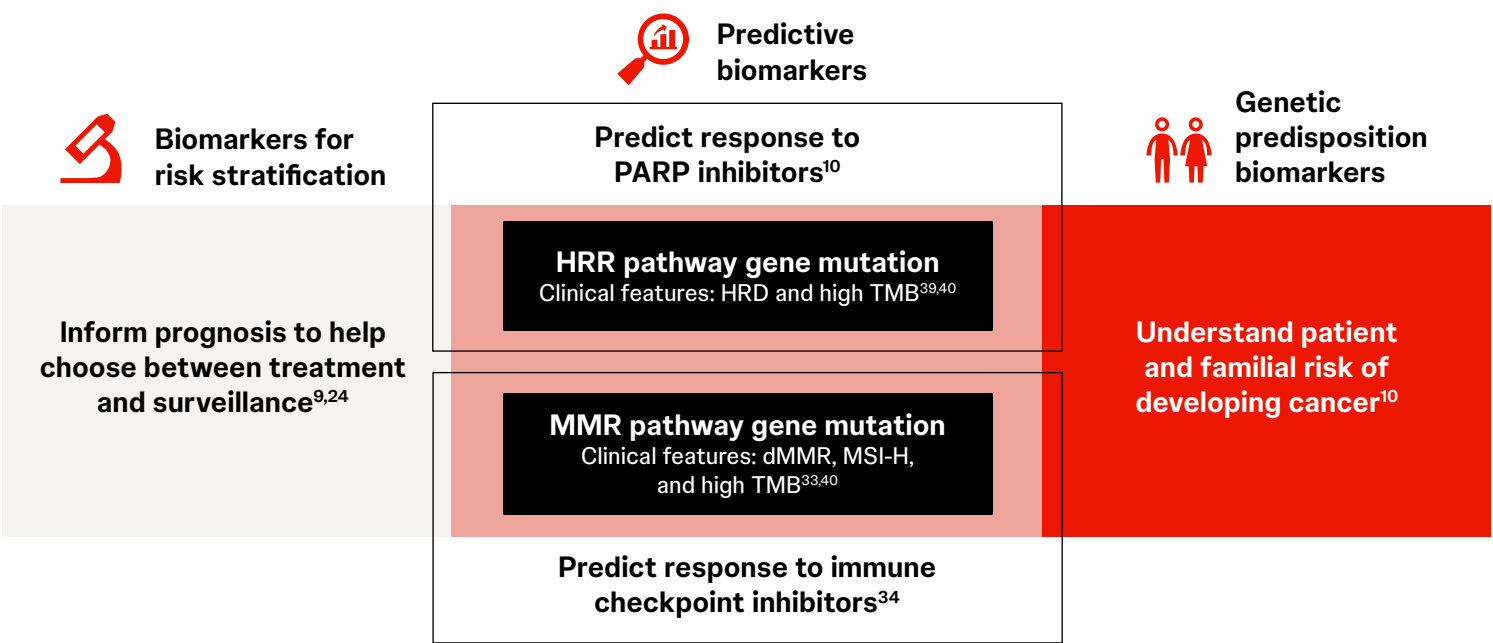 Biomarkers for
risk stratification
Inform prognosis to help
choose between treatment
and surveillance9,24
Predictive
biomarkers
Predict response to
PARP inhibitors10
HRR pathway gene mutation
Clinical features: HRD and high TMB39,40
MMR pathway gene mutation
Clinical features: dMMR, MSI-H,
and high TMB33,40
Predict response to immune
checkpoint inhibitors34
Genetic
predisposition
biomarkers
Understand patient
and familial risk of
developing cancer10